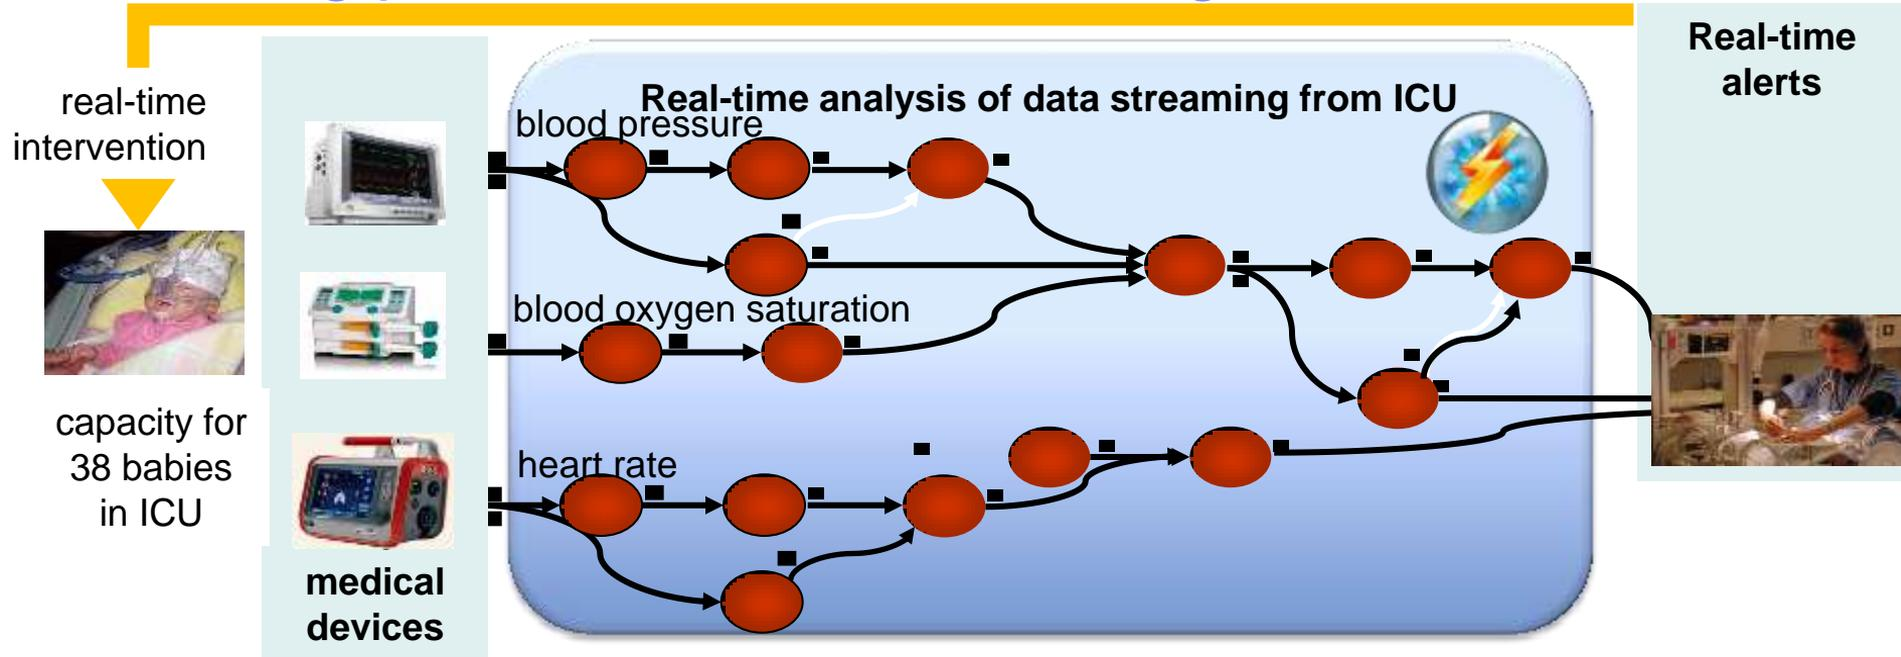 Real-time
alerts
real-time
intervention
Real-time analysis of data streaming from ICU
blood pressure
blood oxygen saturation
capacity for
38 babies
in ICU
heart rate
medical
devices